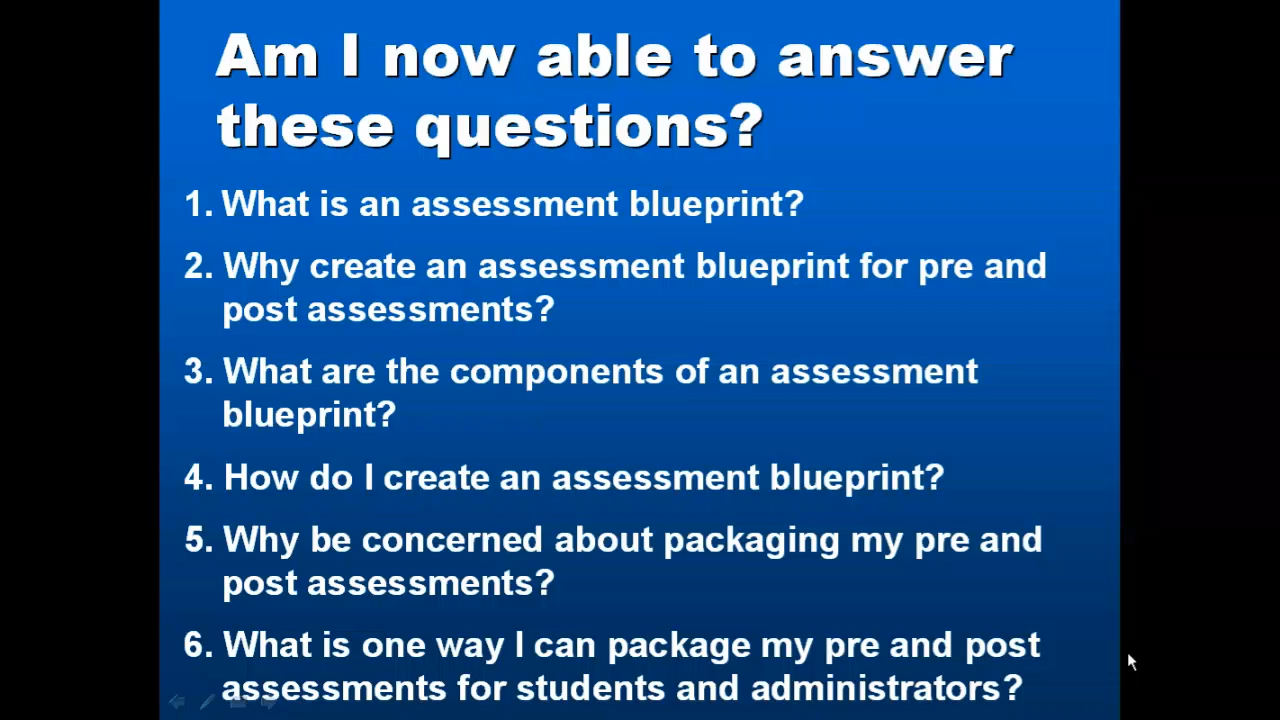 Am I now able to answer
these questions?
1. What is an assessment blueprint?
2. Why create an assessment blueprint for pre and
post assessments?
3. What are the components of an assessment
blueprint?
4. How do I create an assessment blueprint?
5. Why be concerned about packaging my pre and
post assessments?
6. What is one way I can package my pre and post
assessments for students and administrators?